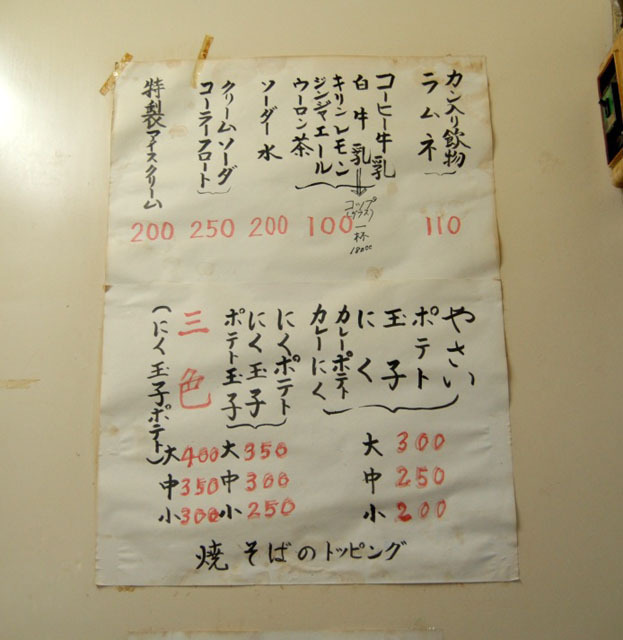 カン入り飲物
ラムネ
110
コーヒー牛乳
白牛乳
キリンレモン
ジンジャエール
ウーロン茶
100
コップ
一杯
ソーダー水
200
クリームソーダ
コーラーフロート
250
特製アイスクリーム
200
やさい
ポテト
玉子
にく
カレーポテト
カレーにく
大 300
中 250
小 200
にくポテト
にく玉子
ポテト玉子
大 350
中 300
小 250
三色
(にく玉子ポテト)
大 400
中 350
小 300
焼そばのトッピング